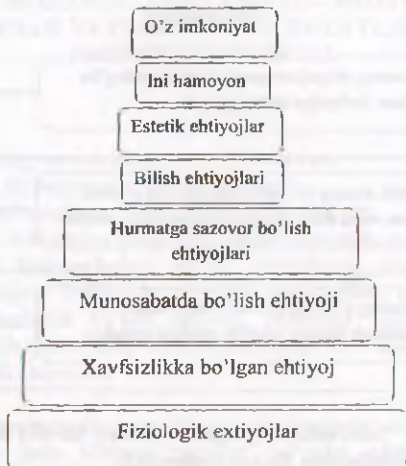 O’z imkoniyat
Ini hamoyon
Estetik ehtiyojlar
Bilish ehtiyojlari
Hurmatga sazovor bo’lish
ehtiyojlari
Munosabatda bo’lish ehtiyoji
Xavfsizlikka bo’lgan ehtiyoj
Fiziologik extiyojlar